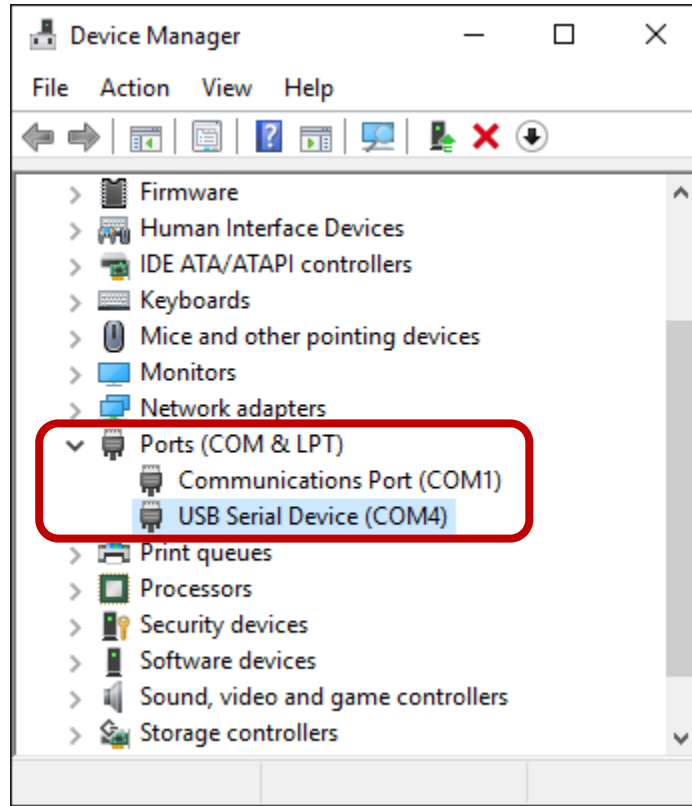 Device Manager
File Action View Help
Firmware
Human Interface Devices
IDE ATA/ATAPI controllers
Keyboards
Mice and other pointing devices
Monitors
Network adapters
Ports (COM & LPT)
Communications Port (COM1)
USB Serial Device (COM4)
Print queues
Processors
Security devices
Software devices
Sound, video and game controllers
Storage controllers